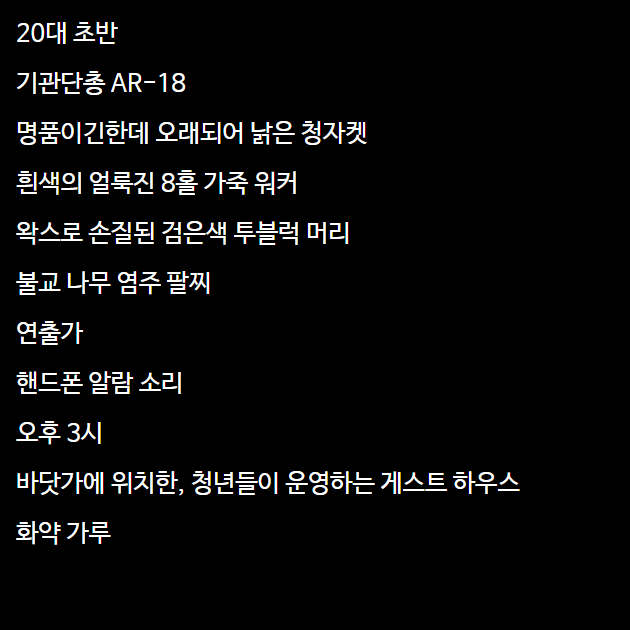 20대 초반
기관단총 AR-18
명품이긴한데 오래되어 낡은 청자켓
흰색의 얼룩진 8홀 가죽 워커
왁스로 손질된 검은색 투블럭 머리
불교 나무 염주 팔찌
연출가
핸드폰 알람 소리
오후 3시
바닷가에 위치한, 청년들이 운영하는 게스트 하우스
화약 가루